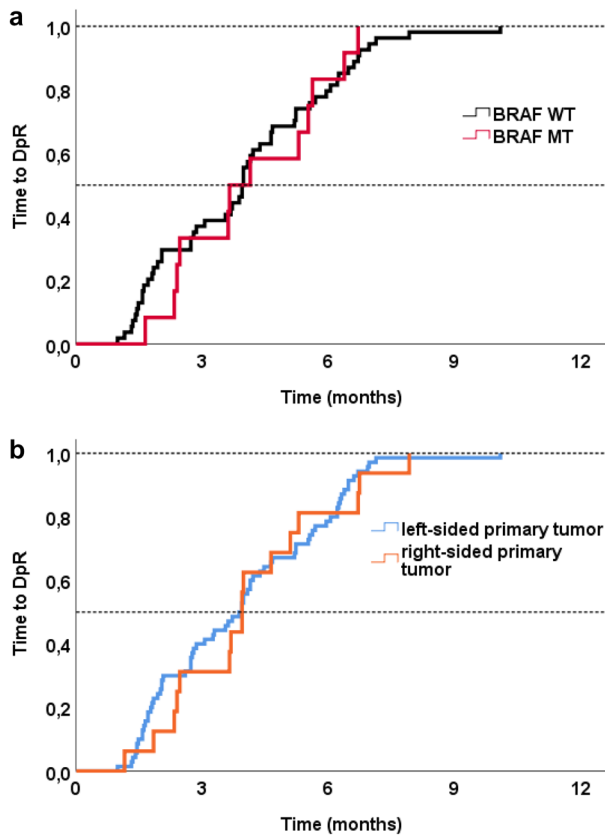 a
1,0
0,8
0,6
0,4
0,2
0,0
Time to DpR
BRAF WT
BRAF MT
0 3 6 9 12
Time (months)
b
1,0
0,8
0,6
0,4
0,2
0,0
Time to DpR
left-sided primary tumor
right-sided primary
tumor
0 3 6 9 12
Time (months)